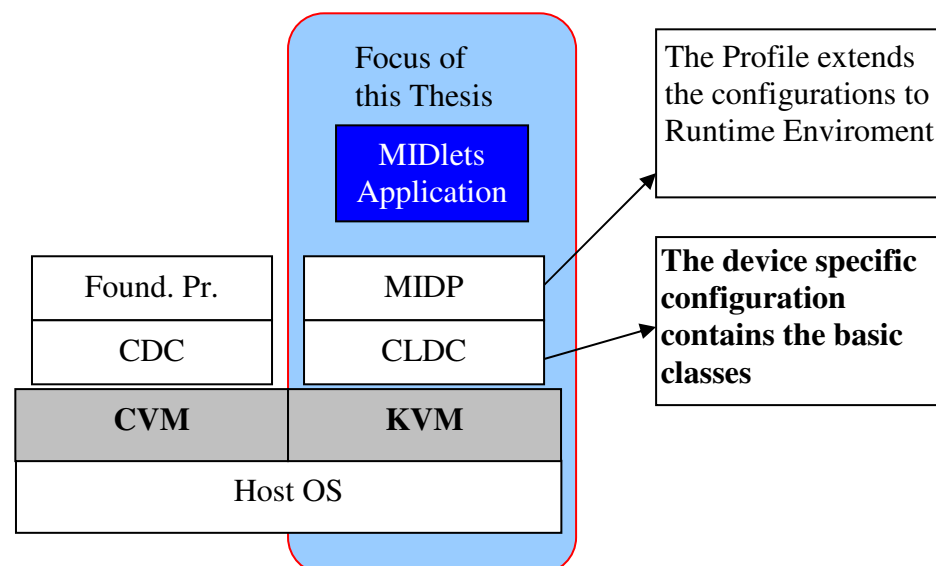 Focus of
this Thesis
MIDlets
Application
The Profile extends
the configurations to
Runtime Enviroment
Found. Pr.
MIDP
The device specific
configuration
contains the basic
classes
CDC
CLDC
CVM
KVM
Host OS